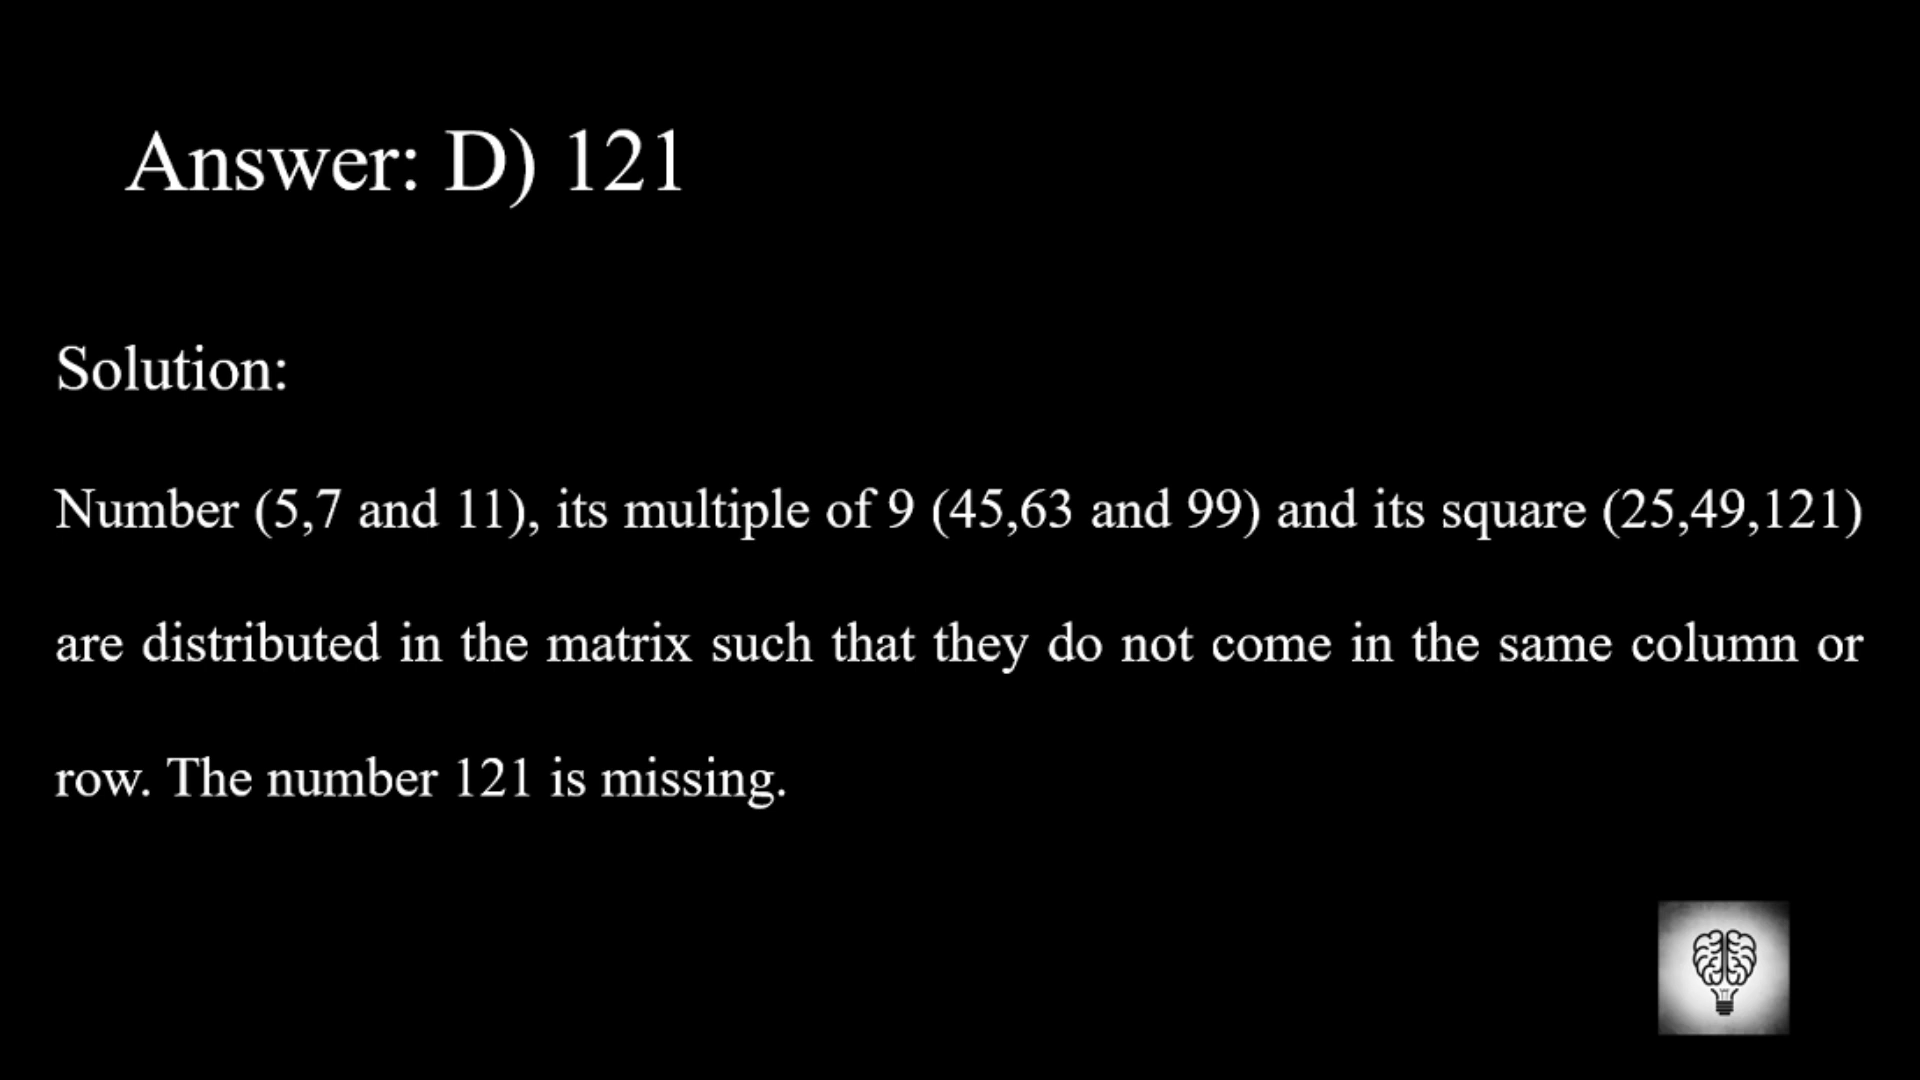 Answer: D) 121
Solution:
Number (5,7 and 11), its multiple of 9 (45,63 and 99) and its square (25,49,121)
are distributed in the matrix such that they do not come in the same column or
row. The number 121 is missing.